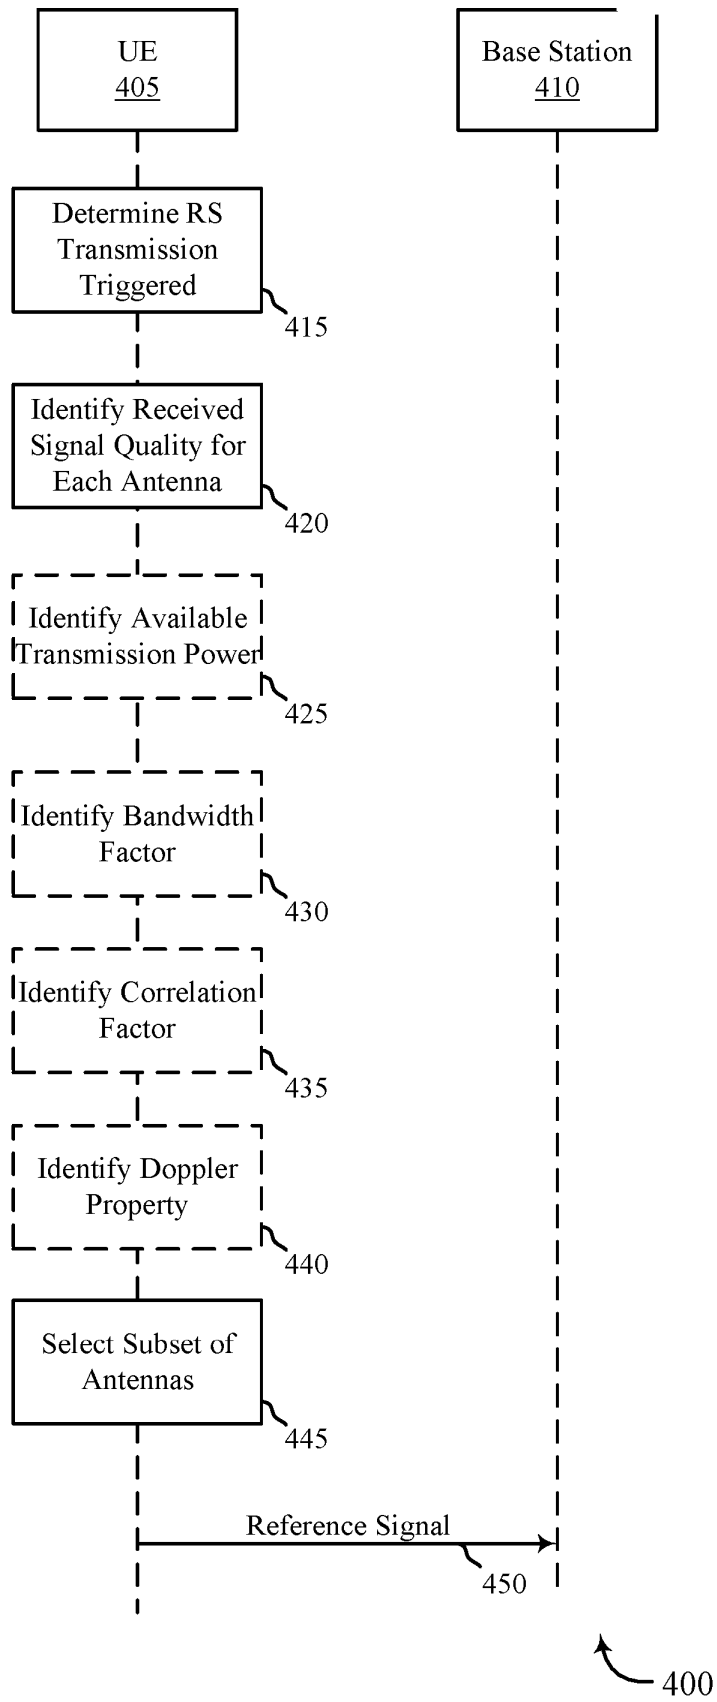 UE
405
Base Station
410
Determine RS
Transmission
Triggered
415
Identify Received
Signal Quality for
Each Antenna
420
Identify Available
Transmission Power
425
Identify Bandwidth
Factor
430
Identify Correlation
Factor
435
Identify Doppler
Property
440
Select Subset of
Antennas
445
Reference Signal
450
400